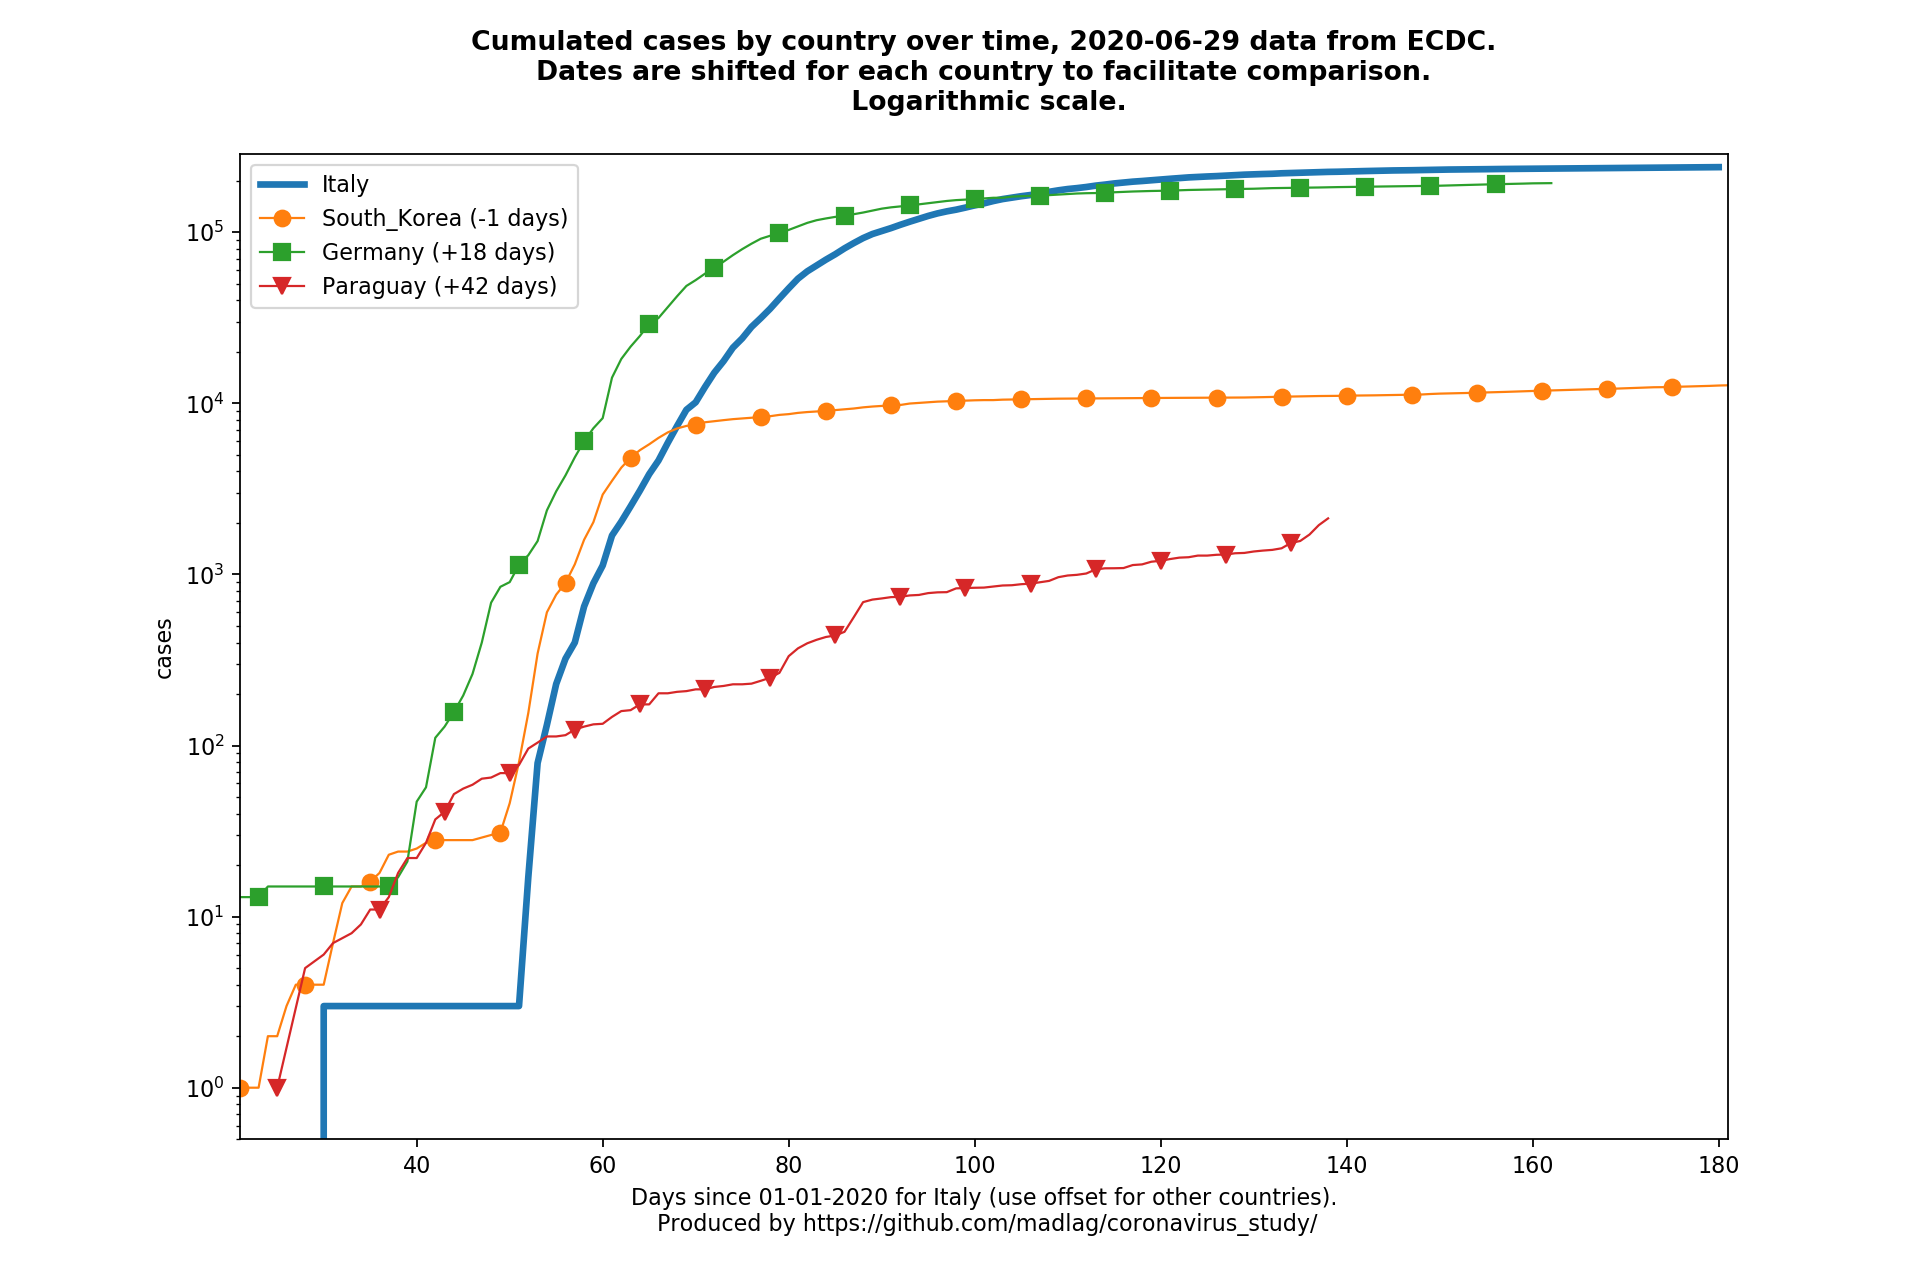 Cumulated cases by country over time, 2020-06-29 data from ECDC.
Dates are shifted for each country to facilitate comparison.
Logarithmic scale.
Italy
South_Korea (-1 days)
Germany (+18 days)
Paraguay (+42 days)
10^5
10^4
10^3
10^2
10^1
10^0
cases
40 60 80 100 120 140 160 180
Days since 01-01-2020 for Italy (use offset for other countries).
Produced by https://github.com/madlag/coronavirus_study/